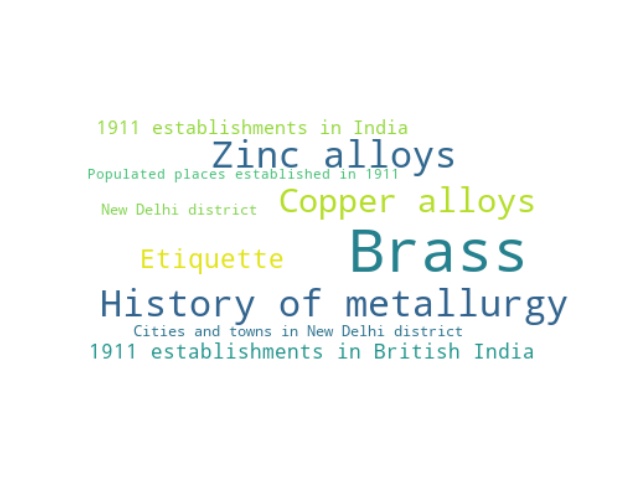 1911 establishments in India
Zinc alloys
Populated places established in 1911
Copper alloys
New Delhi district
Brass
Etiquette
History of metallurgy
Cities and towns in New Delhi district
1911 establishments in British India